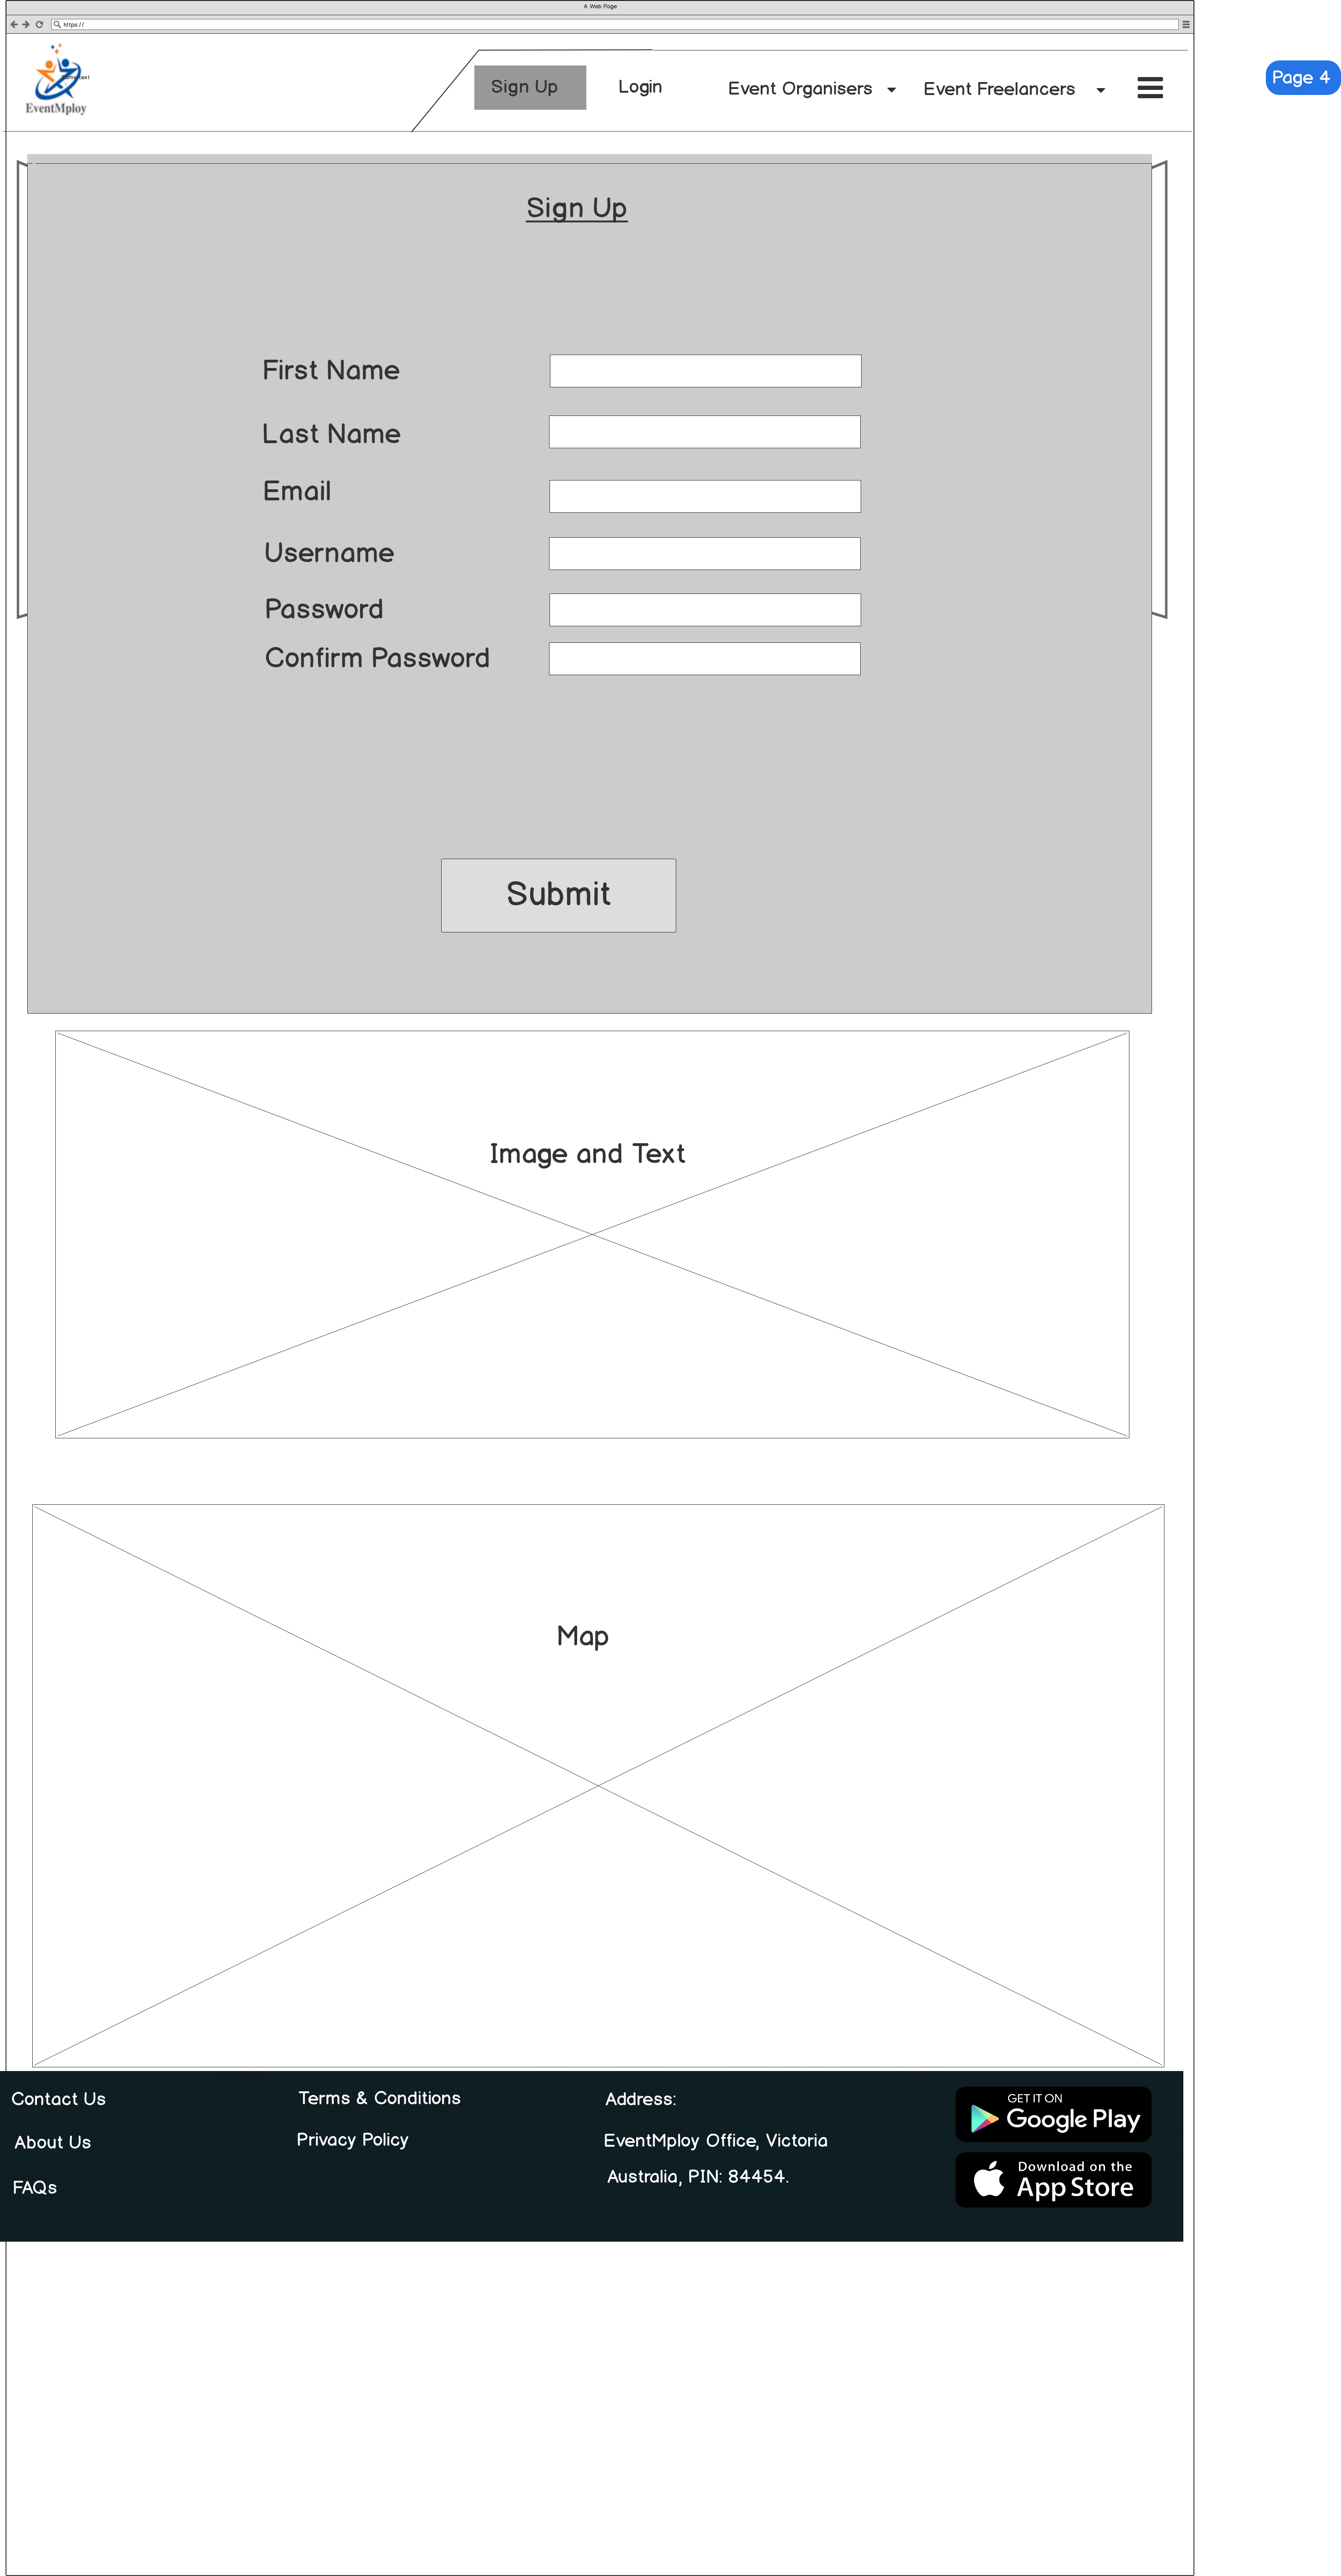 A Web Page
https://
Sign Up
Login
Event Organisers
Event Freelancers
Page 4
EventMploy
Sign Up
First Name
Last Name
Email
Username
Password
Confirm Password
Submit
Image and Text
Map
Contact Us
About Us
FAQs
Terms & Conditions
Privacy Policy
Address:
EventMploy Office, Victoria
Australia, PIN: 84454.
GET IT ON
Google Play
Download on the
App Store